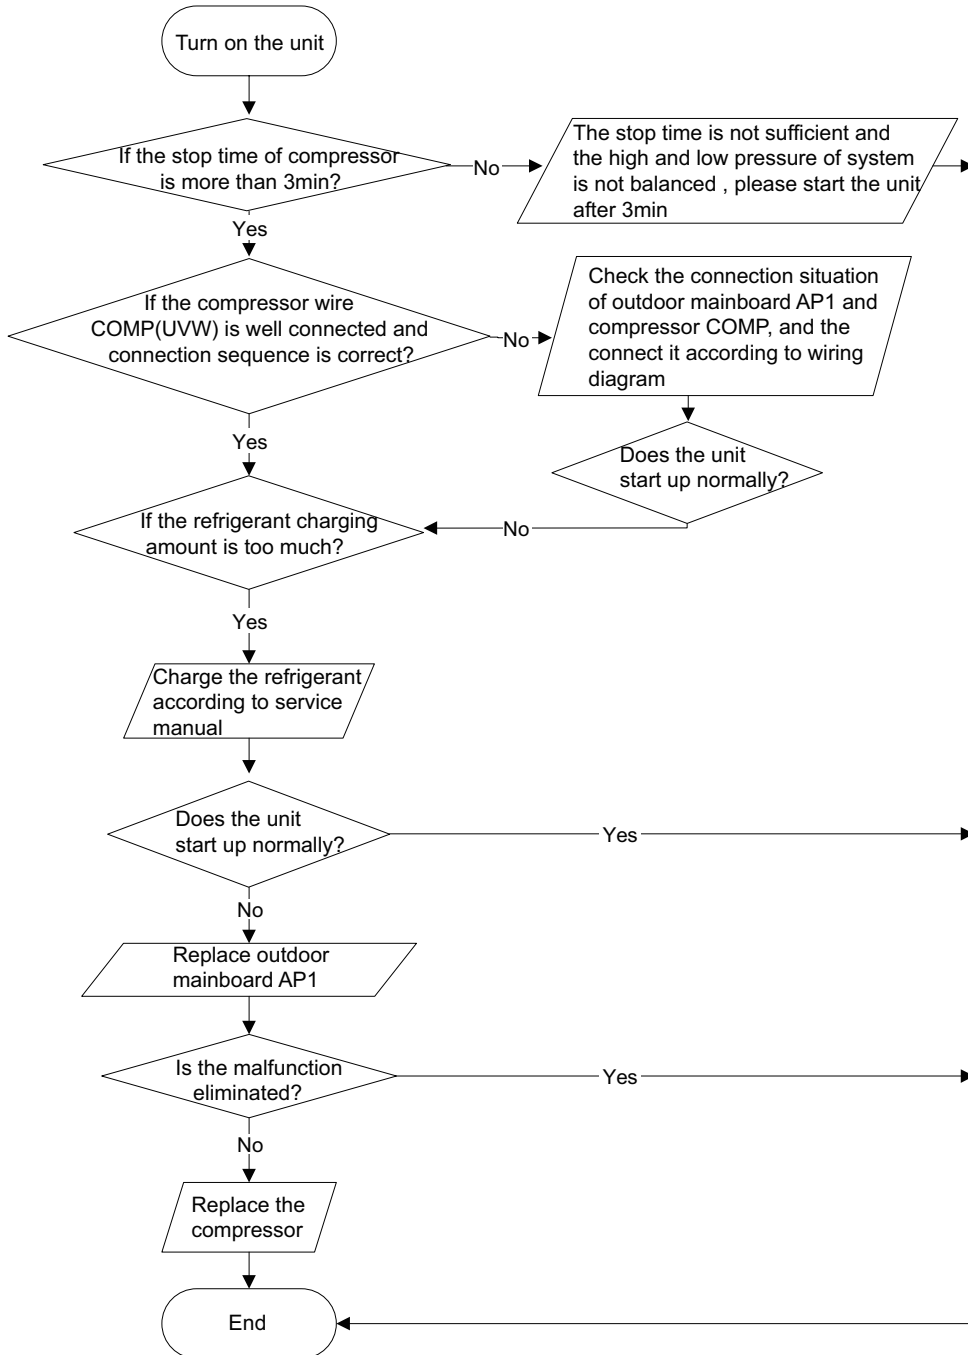 Turn on the unit
If the stop time of compressor
is more than 3min?
No
The stop time is not sufficient and
the high and low pressure of system
is not balanced , please start the unit
after 3min
Yes
If the compressor wire
COMP(UVW) is well connected and
connection sequence is correct?
No
Check the connection situation
of outdoor mainboard AP1 and
compressor COMP, and the
connect it according to wiring
diagram
Yes
Does the unit
start up normally?
If the refrigerant charging
amount is too much?
No
Yes
Charge the refrigerant
according to service
manual
Does the unit
start up normally?
Yes
No
Replace outdoor
mainboard AP1
Is the malfunction
eliminated?
Yes
No
Replace the
compressor
End